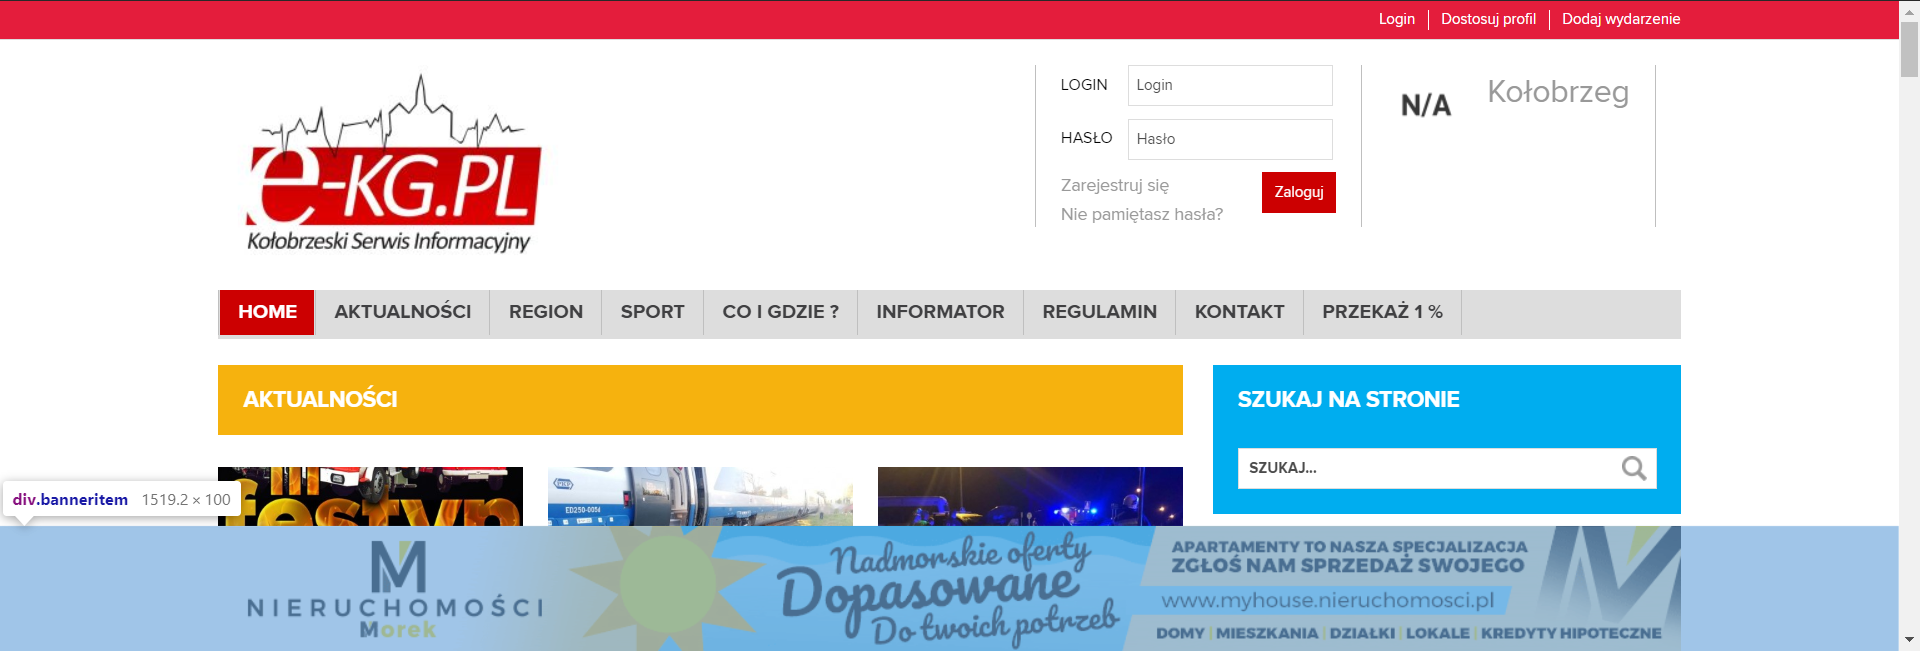 Login Dostosuj profil Dodaj wydarzenie
e-KG.PL
Kołobrzeski Serwis Informacyjny
LOGIN Login
HASŁO Hasło
Zarejestruj się
Nie pamiętasz hasła?
Zaloguj
N/A
Kołobrzeg
HOME AKTUALNOŚCI REGION SPORT CO I GDZIE ? INFORMATOR REGULAMIN KONTAKT PRZEKAŻ 1 %
AKTUALNOŚCI
SZUKAJ NA STRONIE
SZUKAJ...
III
festyn
ED250-005
div.banneritem 1519.2 × 100
M
NIERUCHOMOŚCI
Morek
Nadmorskie oferty
Dopasowane
Do twoich potrzeb
APARTAMENTY TO NASZA SPECJALIZACJA
ZGŁOŚ NAM SPRZEDAŻ SWOJEGO
www.myhouse.nieruchomosci.pl
DOMY | MIESZKANIA | DZIAŁKI | LOKALE | KREDYTY HIPOTECZNE